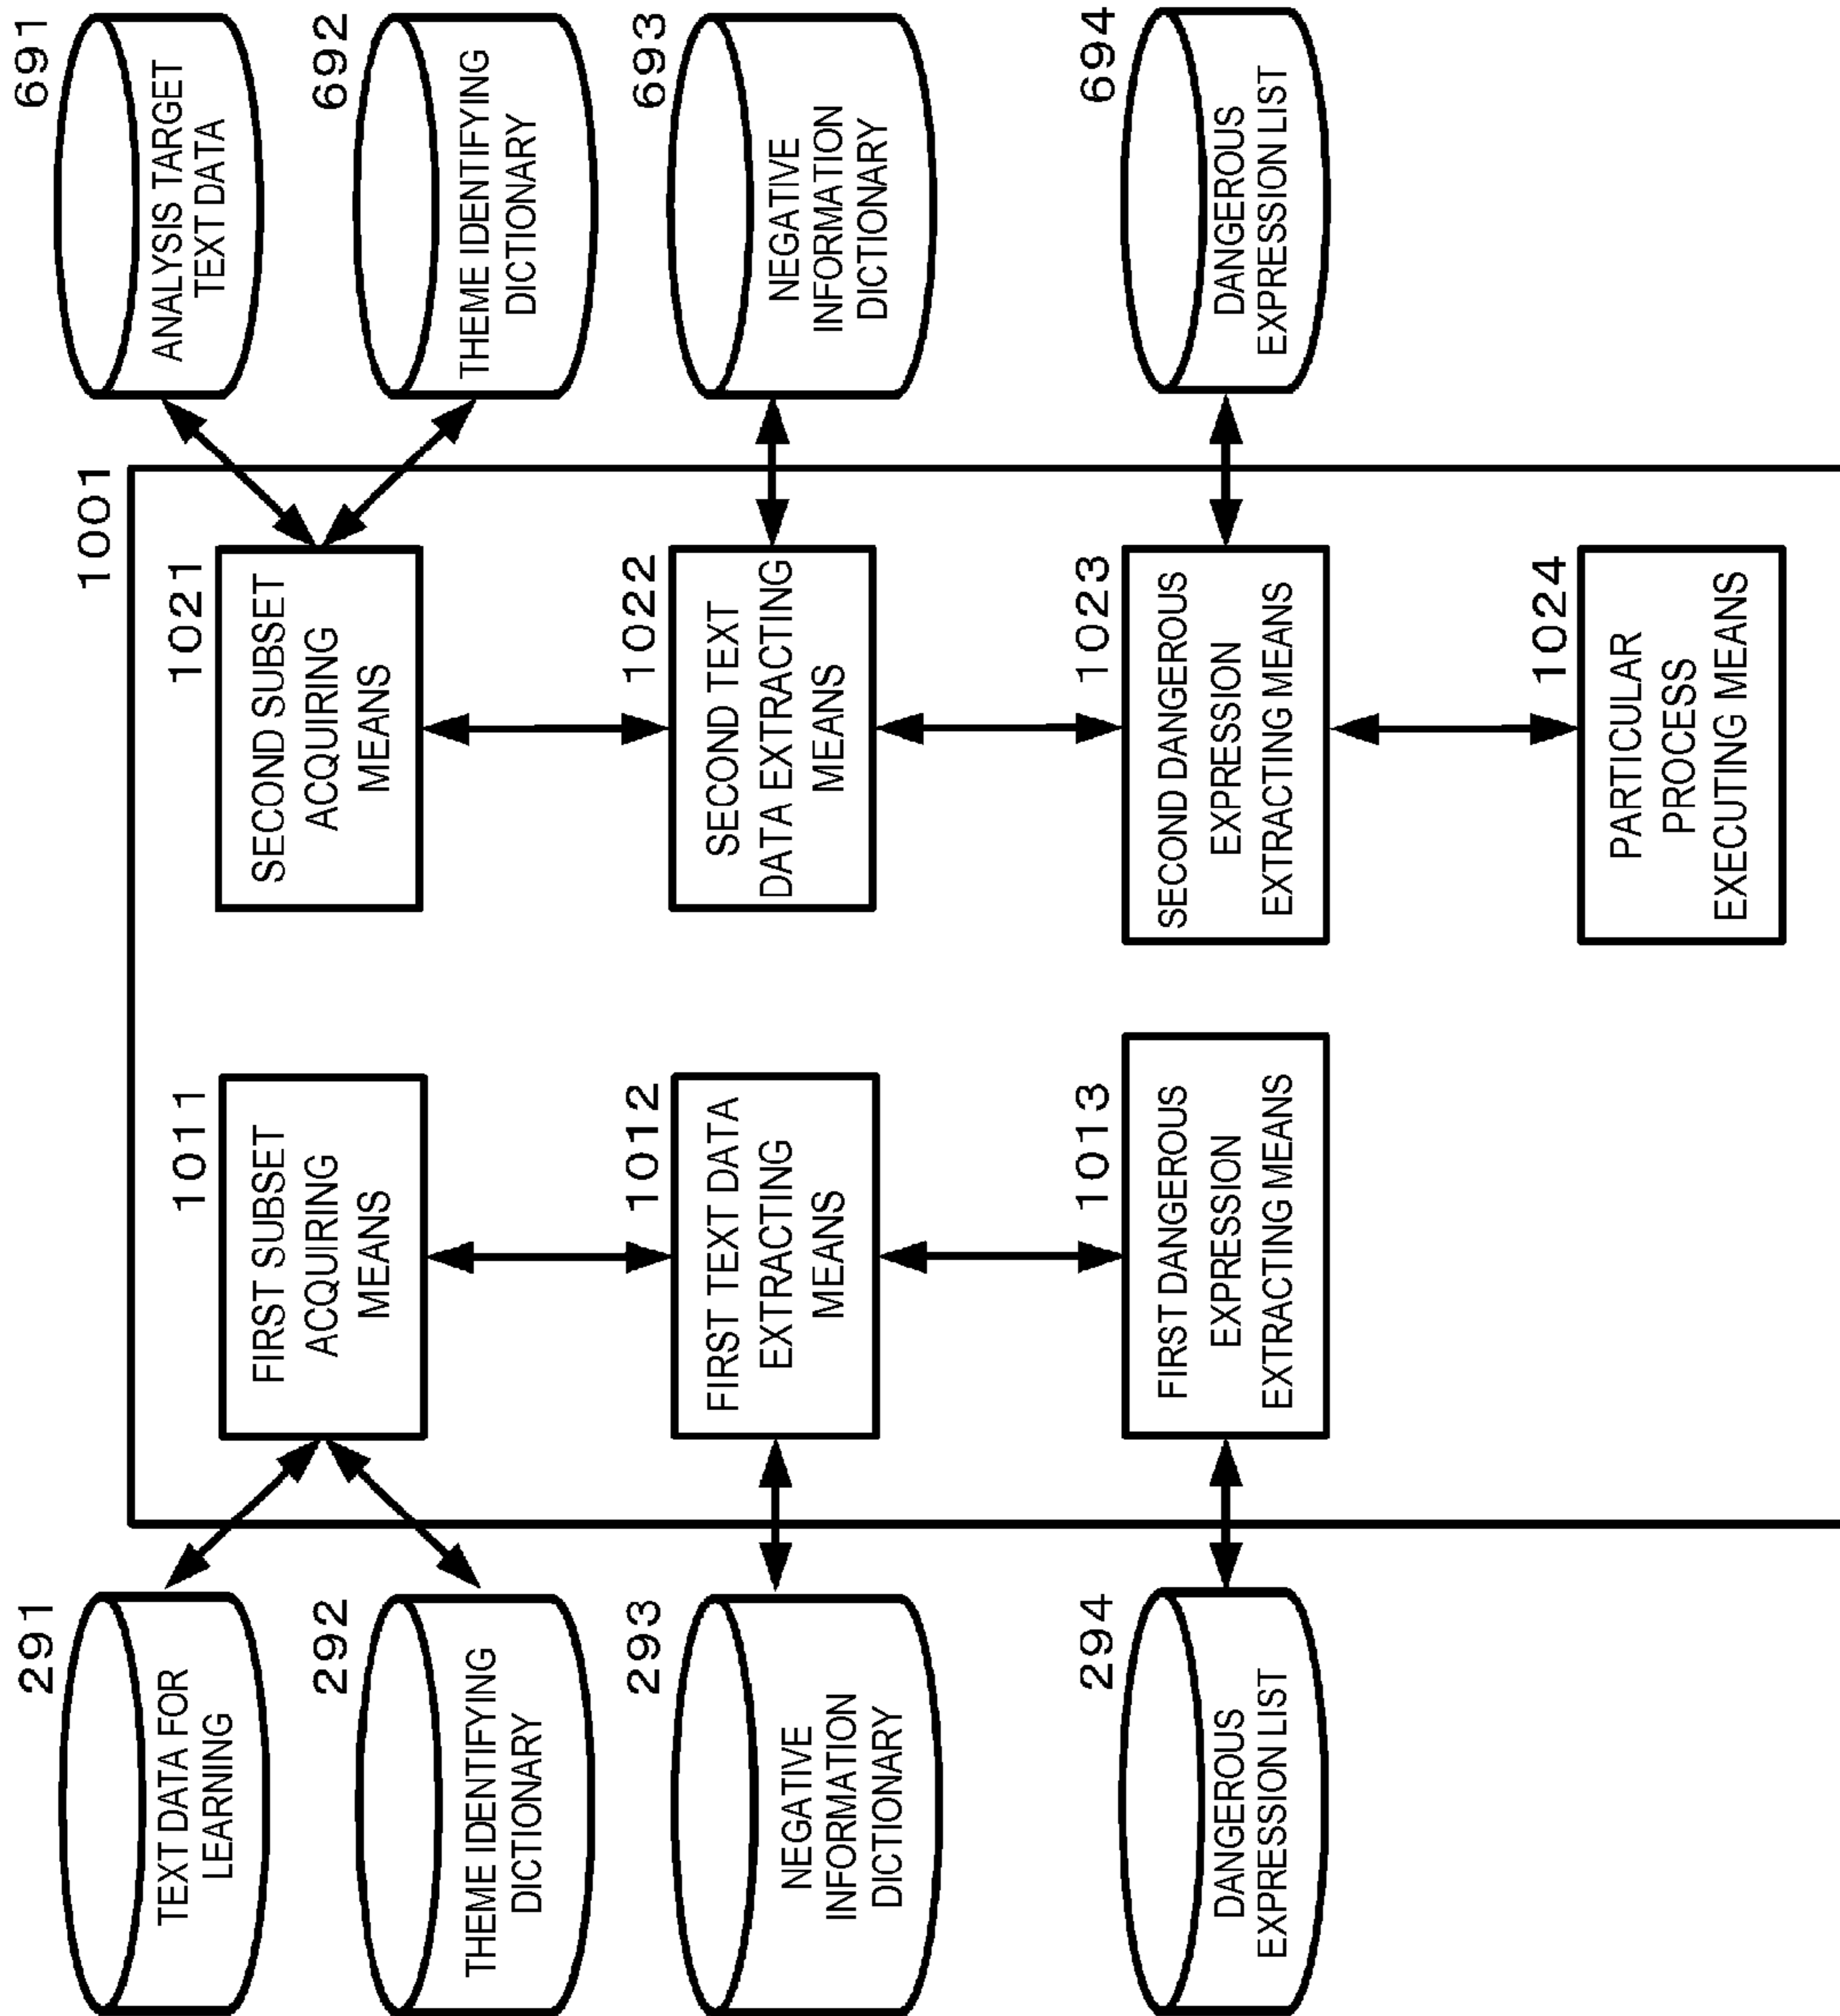 291
TEXT DATA FOR
LEARNING
292
THEME IDENTIFYING
DICTIONARY
293
NEGATIVE
INFORMATION
DICTIONARY
294
DANGEROUS
EXPRESSION LIST
1001
1011
FIRST SUBSET
ACQUIRING
MEANS
1012
FIRST TEXT DATA
EXTRACTING
MEANS
1013
FIRST DANGEROUS
EXPRESSION
EXTRACTING MEANS
1021
SECOND SUBSET
ACQUIRING
MEANS
1022
SECOND TEXT
DATA EXTRACTING
MEANS
1023
SECOND DANGEROUS
EXPRESSION
EXTRACTING MEANS
1024
PARTICULAR
PROCESS
EXECUTING MEANS
691
ANALYSIS TARGET
TEXT DATA
692
THEME IDENTIFYING
DICTIONARY
693
NEGATIVE
INFORMATION
DICTIONARY
694
DANGEROUS
EXPRESSION LIST